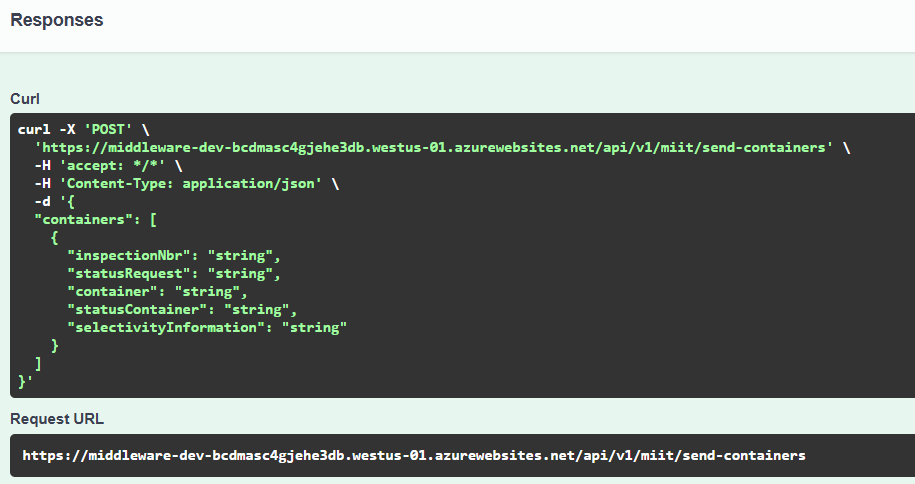 Responses
Curl
curl -X 'POST' \
  'https://middleware-dev-bcdmasc4gjehe3db.westus-01.azurewebsites.net/api/v1/miit/send-containers' \
  -H 'accept: */*' \
  -H 'Content-Type: application/json' \
  -d '{
  "containers": [
    {
      "inspectionNbr": "string",
      "statusRequest": "string",
      "container": "string",
      "statusContainer": "string",
      "selectivityInformation": "string"
    }
  ]
}'
Request URL
https://middleware-dev-bcdmasc4gjehe3db.westus-01.azurewebsites.net/api/v1/miit/send-containers